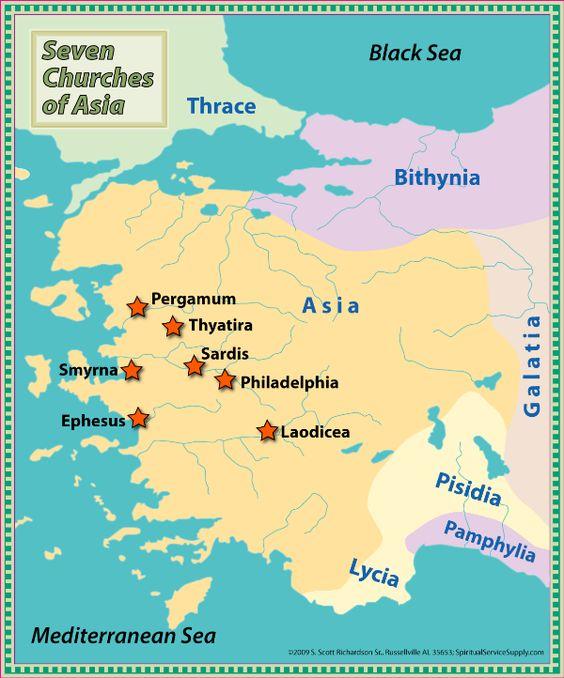 Seven
Churches
of Asia
Black Sea
Thrace
Bithynia
Asia
Pergamum
Thyatira
Sardis
Smyrna
Philadelphia
Galatia
Ephesus
Laodicea
Pisidia
Pamphylia
Lycia
Mediterranean Sea
©2009 S. Scott Richardson Sr., Russellville AL 35653; SpiritualServiceSupply.com